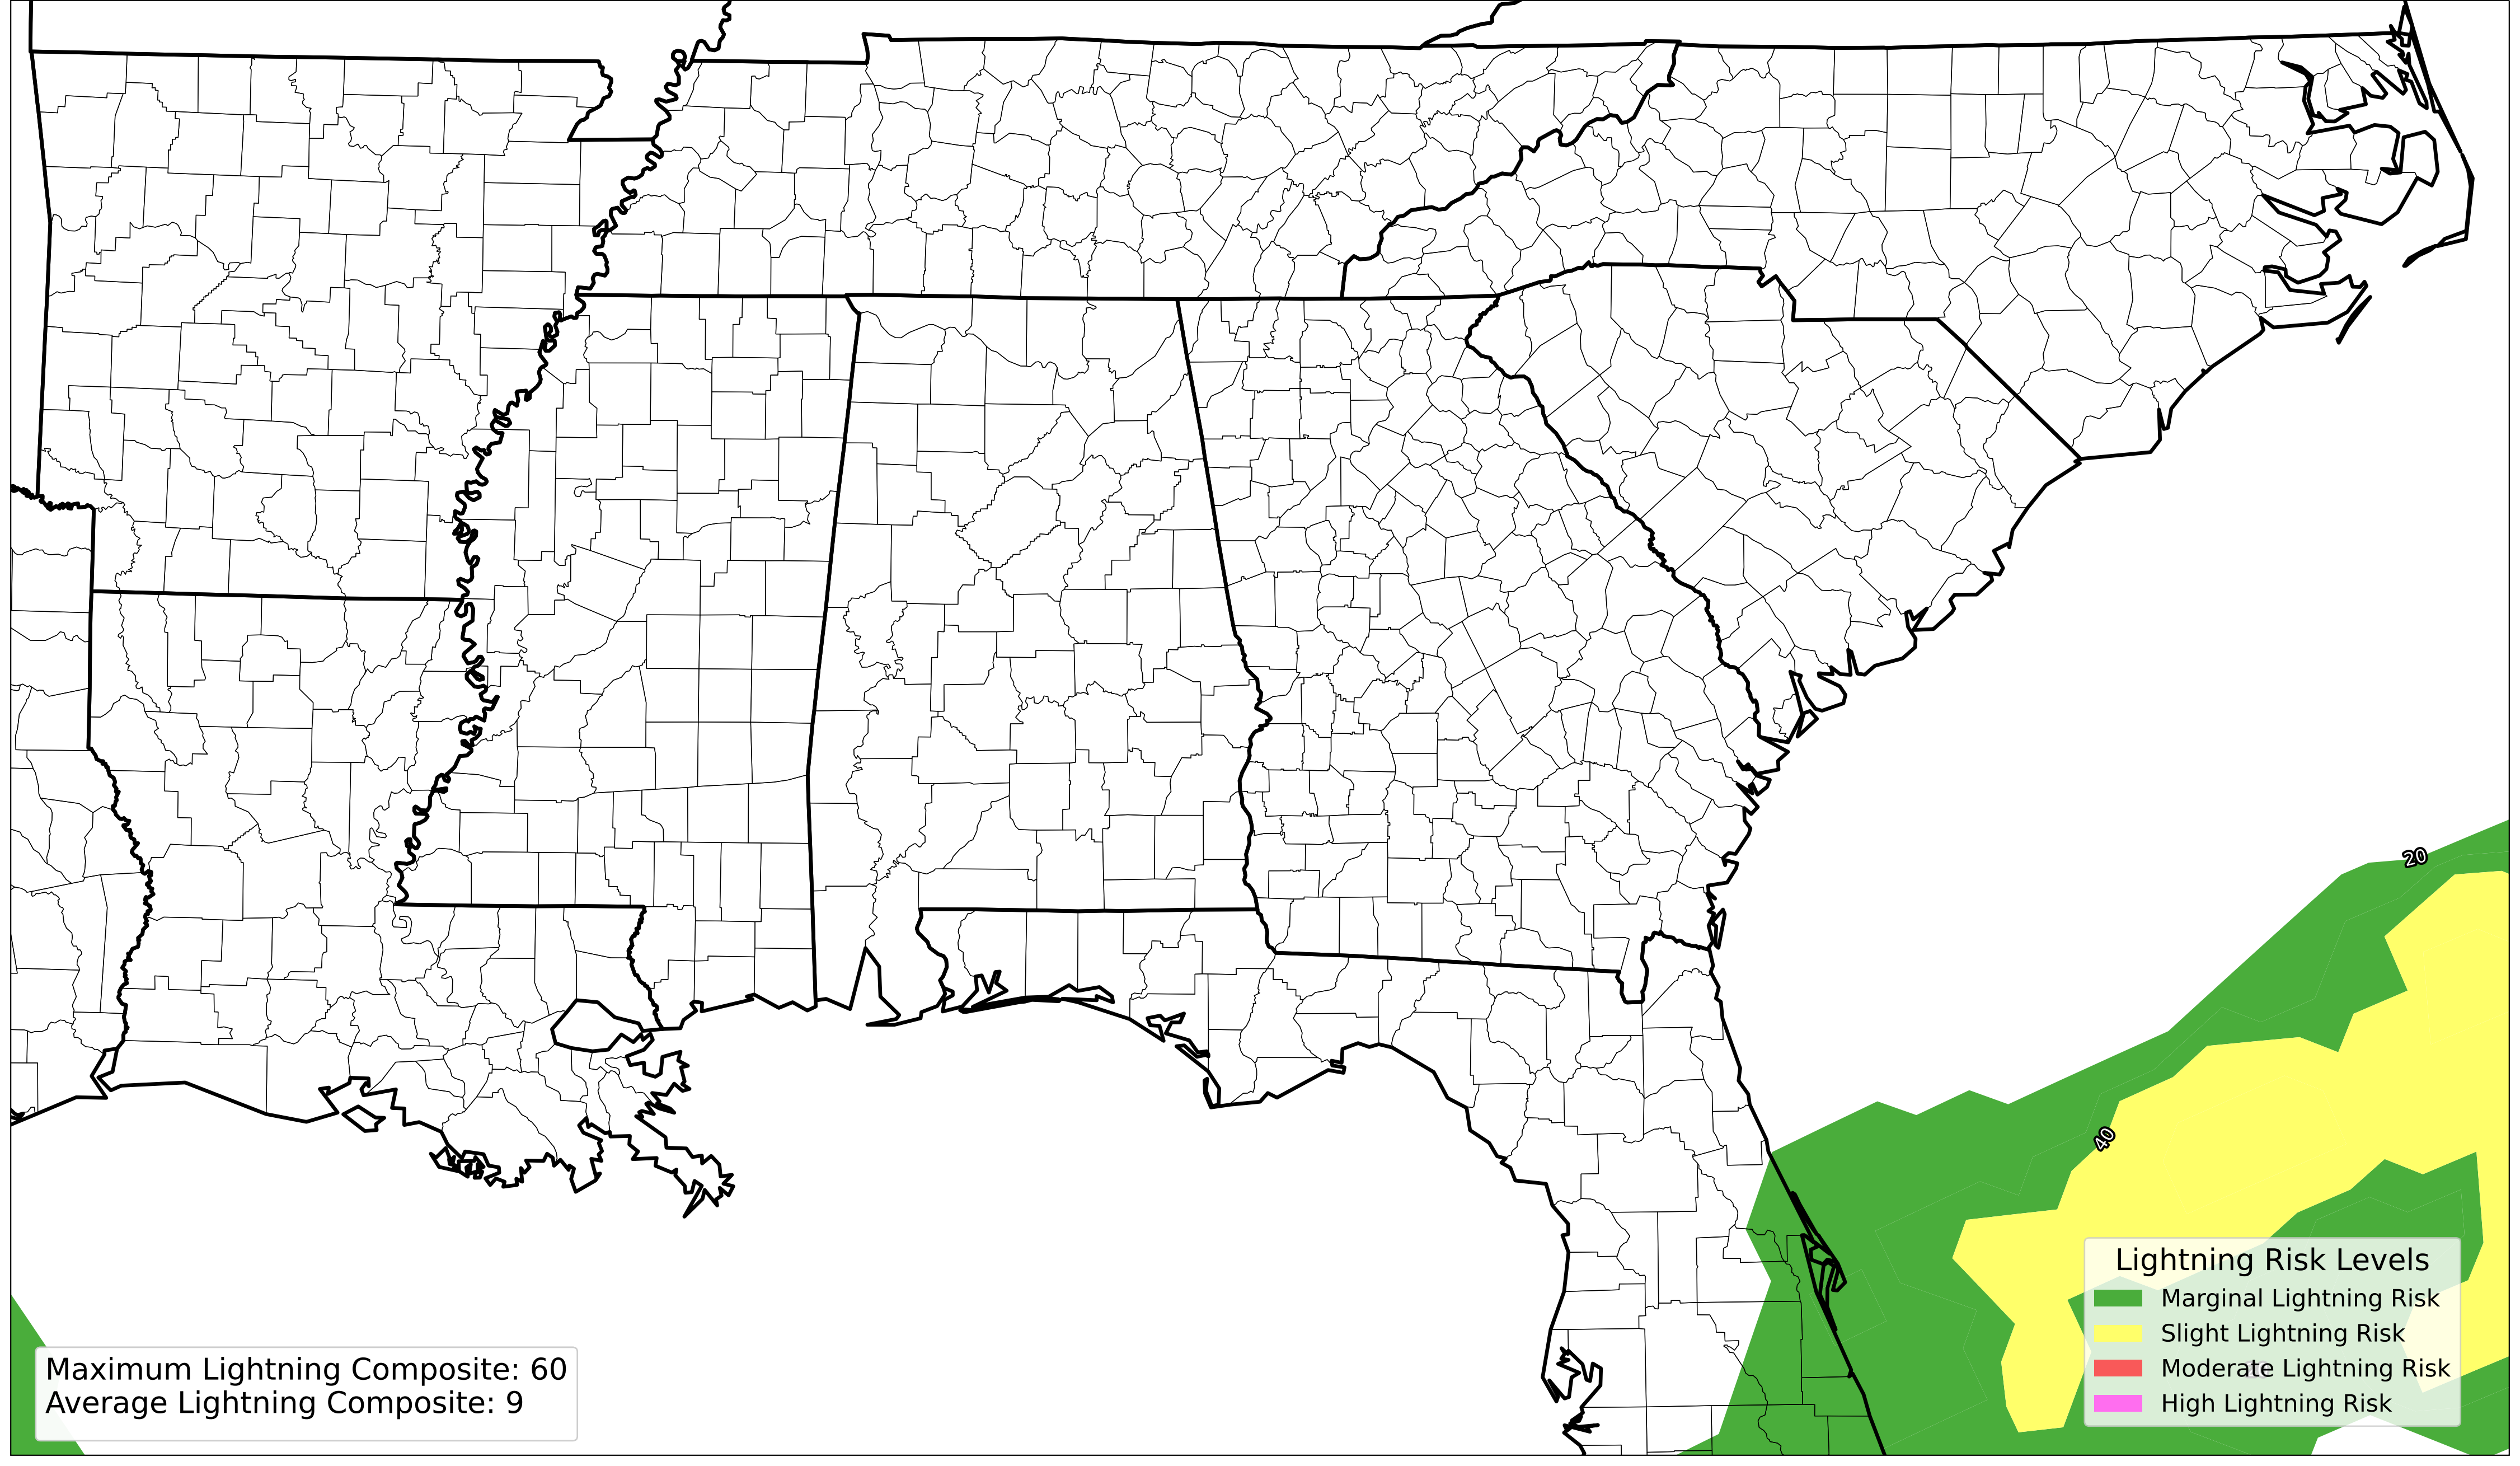 20
40
Lightning Risk Levels
Marginal Lightning Risk
Slight Lightning Risk
Moderate Lightning Risk
High Lightning Risk
Maximum Lightning Composite: 60
Average Lightning Composite: 9